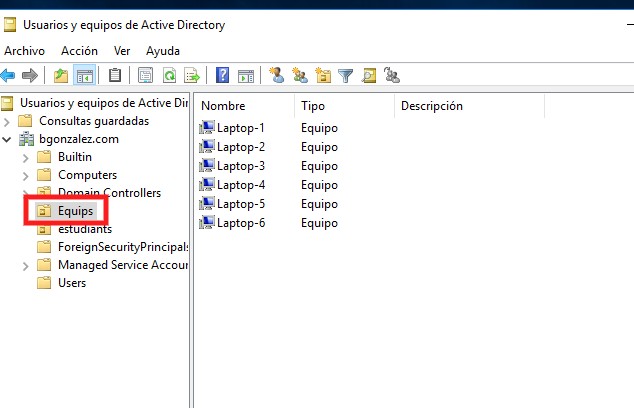 Usuarios y equipos de Active Directory
Archivo Acción Ver Ayuda
Usuarios y equipos de Active Direc
Consultas guardadas
bgonzalez.com
Builtin
Computers
Domain Controllers
Equips
estudiants
ForeignSecurityPrincipals
Managed Service Accoun
Users
Nombre Tipo Descripción
Laptop-1 Equipo
Laptop-2 Equipo
Laptop-3 Equipo
Laptop-4 Equipo
Laptop-5 Equipo
Laptop-6 Equipo